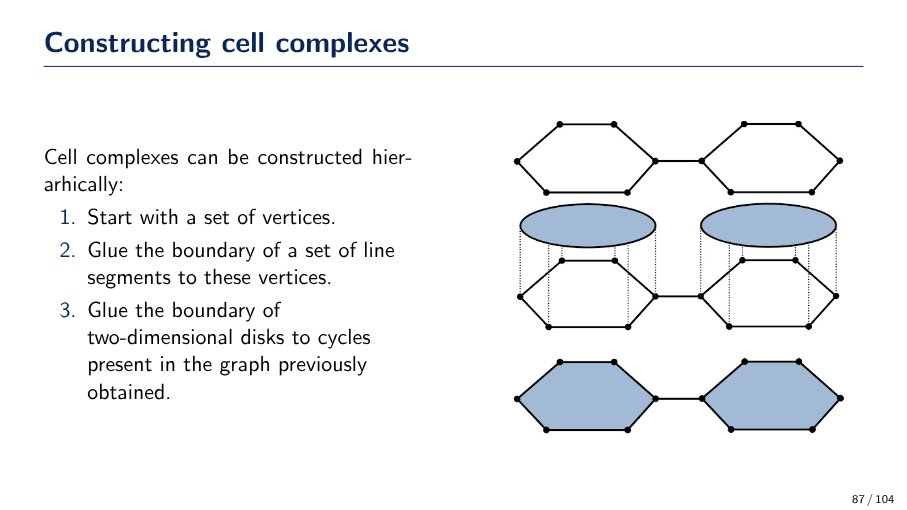 Constructing cell complexes
Cell complexes can be constructed hier-
arhically:
1. Start with a set of vertices.
2. Glue the boundary of a set of line
segments to these vertices.
3. Glue the boundary of
two-dimensional disks to cycles
present in the graph previously
obtained.
87 / 104